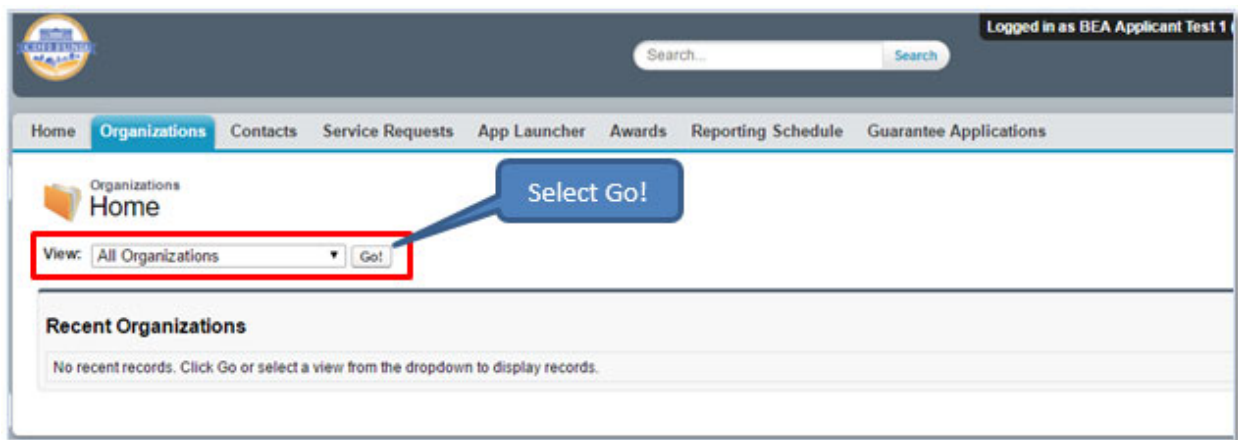 Logged in as BEA Applicant Test 1
CDFI FUND
Search... Search
Home Organizations Contacts Service Requests App Launcher Awards Reporting Schedule Guarantee Applications
Organizations
Home
Select Go!
View: All Organizations Go!
Recent Organizations
No recent records. Click Go or select a view from the dropdown to display records.